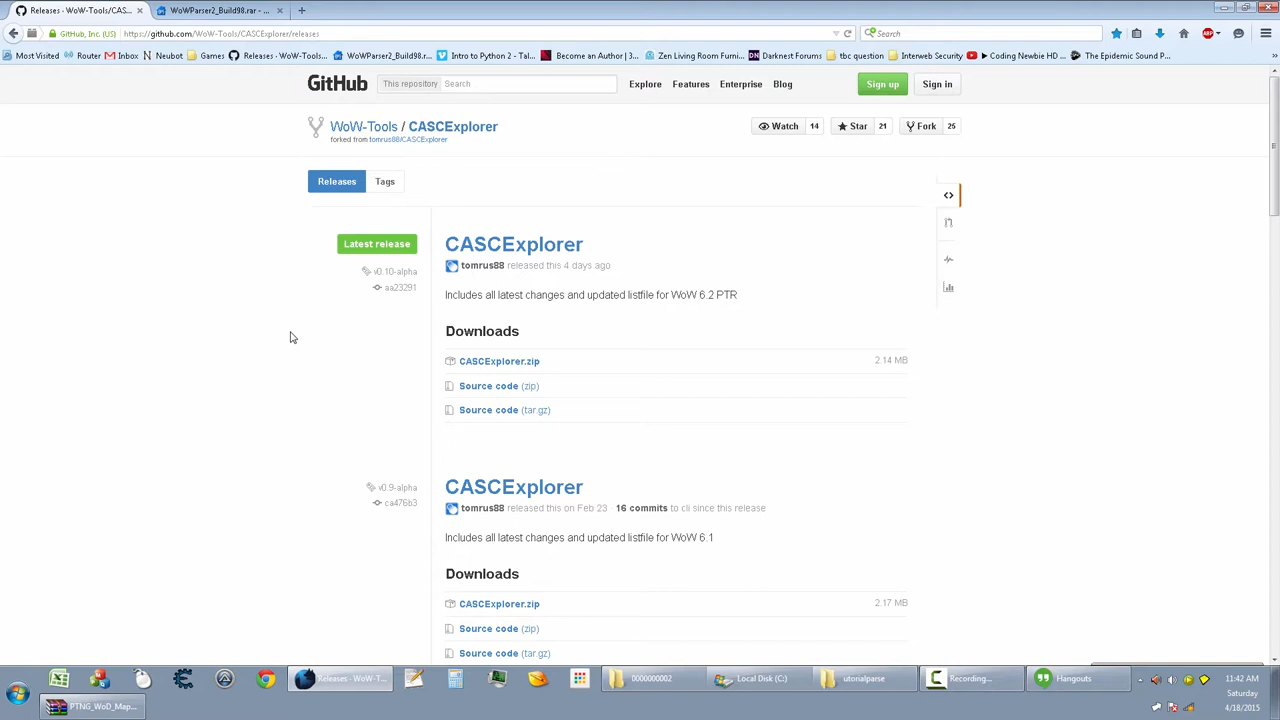 Releases - WoW-Tools/CAS... × WoWParser2_Build98.rar - ... × +
GitHub, Inc. (US) https://github.com/WoW-Tools/CASCExplorer/releases Search ABP
Most Visited Router Inbox Neubot Games Releases - WoW-Tools... WoWParser2_Build98.r... Intro to Python 2 - Tal... Become an Author | 3... Zen Living Room Furni... DN Darknest Forums tbc question Interweb Security ▶ Coding Newbie HD ... The Epidemic Sound P...
GitHub This repository Search Explore Features Enterprise Blog Sign up Sign in
WoW-Tools / CASCExplorer Watch 14 Star 21 Fork 25
forked from tomrus88/CASCExplorer
Releases Tags
Latest release CASCExplorer
v0.10-alpha tomrus88 released this 4 days ago
aa23291
Includes all latest changes and updated listfile for WoW 6.2 PTR
Downloads
CASCExplorer.zip 2.14 MB
Source code (zip)
Source code (tar.gz)
v0.9-alpha CASCExplorer
ca476b3 tomrus88 released this on Feb 23 · 16 commits to cli since this release
Includes all latest changes and updated listfile for WoW 6.1
Downloads
CASCExplorer.zip 2.17 MB
Source code (zip)
Source code (tar.gz)
Releases - WoW-T... 0000000002 Local Disk (C:) utorialparse Recording... Hangouts 11:42 AM
Saturday
PTNG_WoD_Map... 4/18/2015